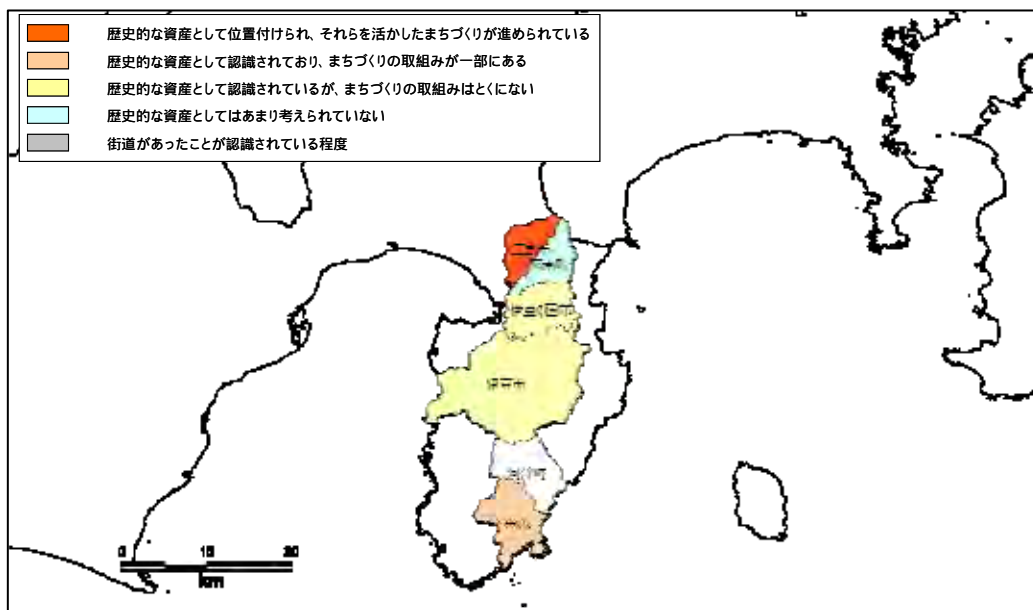 歴史的な資産として位置付けられ、それらを活かしたまちづくりが進められている
歴史的な資産として認識されており、まちづくりの取組みが一部にある
歴史的な資産として認識されているが、まちづくりの取組みはとくにない
歴史的な資産としてはあまり考えられていない
街道があったことが認識されている程度
伊豆の国市
伊豆市
0 15 30
km